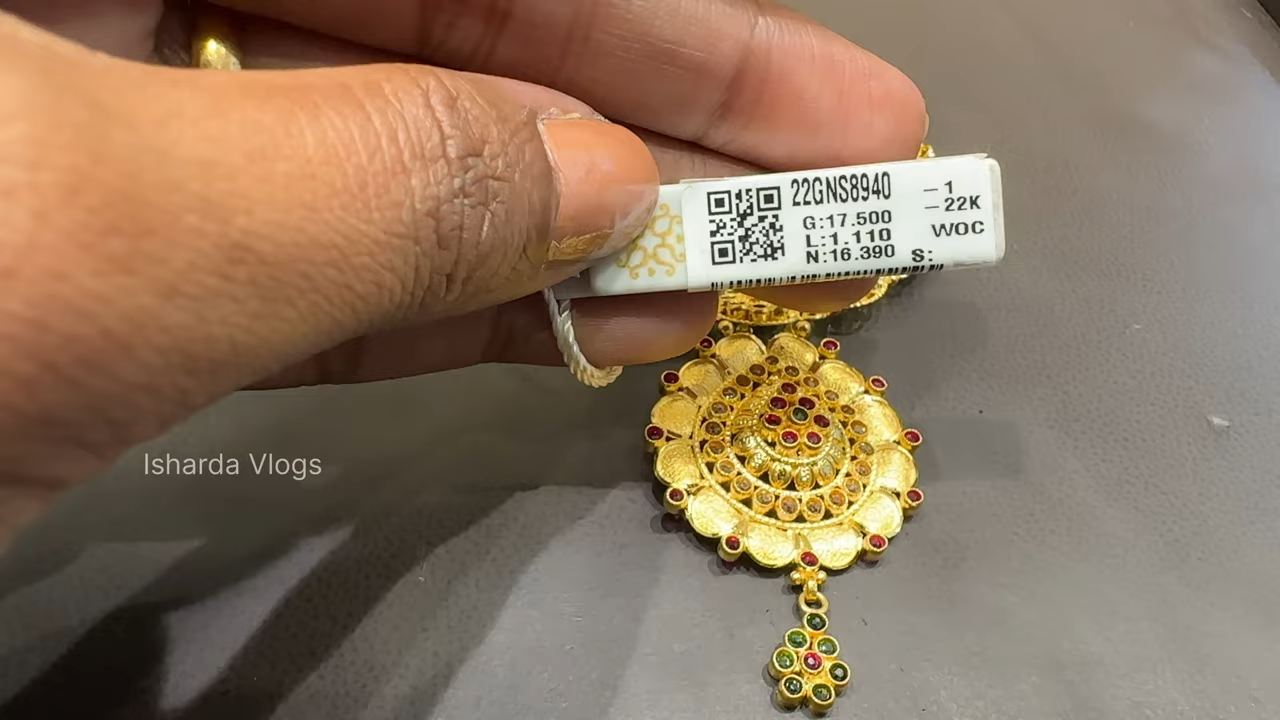 22GNS8940
G:17.500
L:1.110
N:16.390
S:
-1
-22K
WOC
Isharda Vlogs